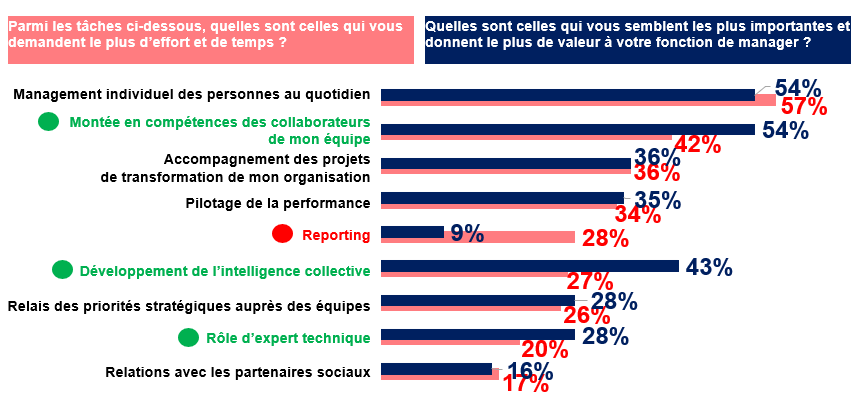 Parmi les tâches ci-dessous, quelles sont celles qui vous
demandent le plus d'effort et de temps ?
Quelles sont celles qui vous semblent les plus importantes et
donnent le plus de valeur à votre fonction de manager ?
Management individuel des personnes au quotidien
54%
57%
Montée en compétences des collaborateurs
de mon équipe
54%
42%
Accompagnement des projets
de transformation de mon organisation
36%
36%
Pilotage de la performance
35%
34%
Reporting
9%
28%
Développement de l'intelligence collective
43%
27%
Relais des priorités stratégiques auprès des équipes
28%
26%
Rôle d'expert technique
28%
20%
Relations avec les partenaires sociaux
16%
17%